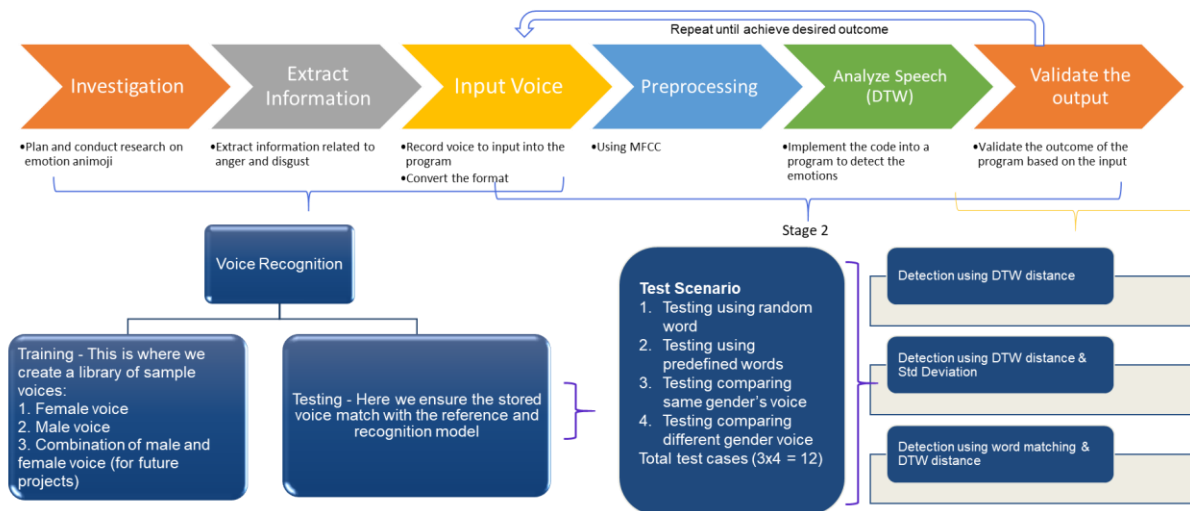 Repeat until achieve desired outcome
Investigation
Extract
Information
Input Voice
Preprocessing
Analyze Speech
(DTW)
Validate the
output
•Plan and conduct research on
emotion animoji
•Extract information related to
anger and disgust
•Record voice to input into the
program
•Convert the format
•Using MFCC
•Implement the code into a
program to detect the
emotions
•Validate the outcome of the
program based on the input
Stage 2
Voice Recognition
Training - This is where we
create a library of sample
voices:
1. Female voice
2. Male voice
3. Combination of male and
female voice (for future
projects)
Testing - Here we ensure the stored
voice match with the reference and
recognition model
Test Scenario
1. Testing using random
word
2. Testing using
predefined words
3. Testing comparing
same gender's voice
4. Testing comparing
different gender voice
Total test cases (3x4 = 12)
Detection using DTW distance
Detection using DTW distance &
Std Deviation
Detection using word matching &
DTW distance